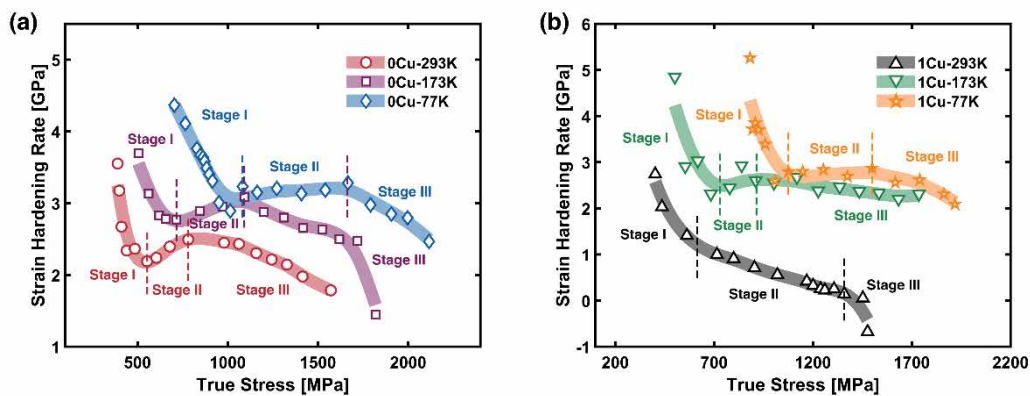 (a)
Strain Hardening Rate [GPa]
5
4
3
2
1
500
1000
1500
2000
True Stress [MPa]
0Cu-293K
0Cu-173K
0Cu-77K
Stage I
Stage I
Stage II
Stage III
Stage II
Stage III
Stage I
Stage II
Stage III
(b)
Strain Hardening Rate [GPa]
6
5
4
3
2
1
0
-1
200
700
1200
1700
2200
True Stress [MPa]
1Cu-293K
1Cu-173K
1Cu-77K
Stage I
Stage I
Stage II
Stage III
Stage II
Stage III
Stage I
Stage II
Stage III